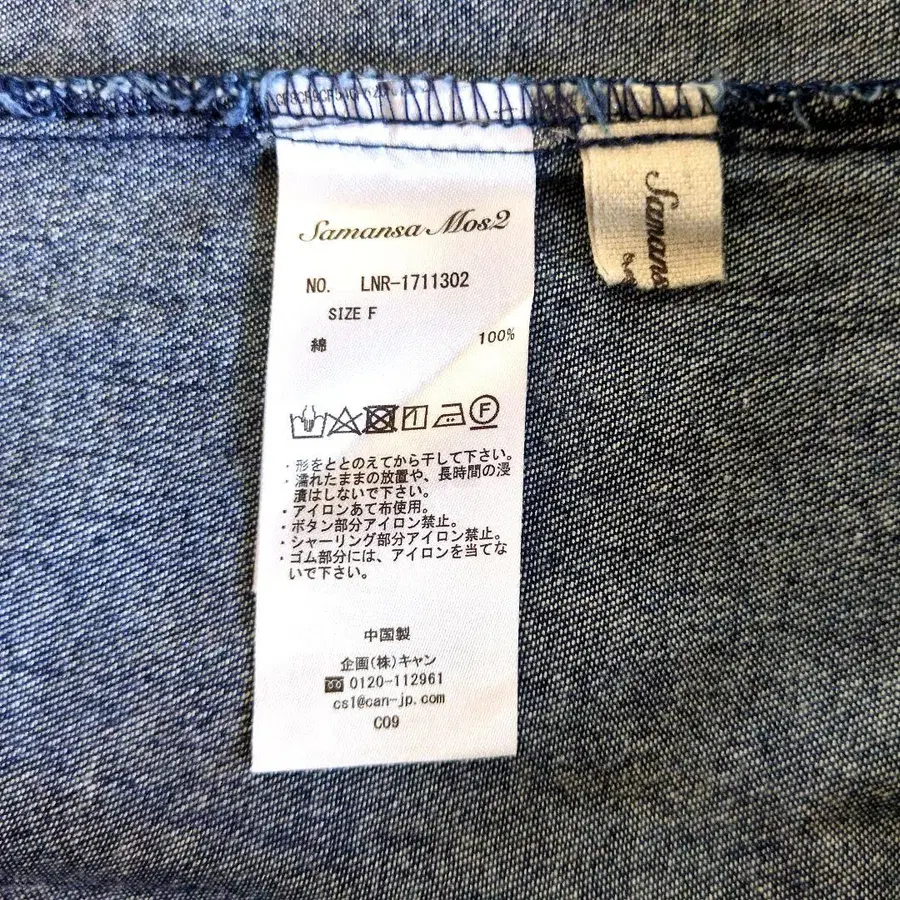 Samansa Mos2
NO. LNR-1711302
SIZE F
綿 100%
F
・形をととのえてから干して下さい。
・濡れたままの放置や、長時間の浸
漬はしないで下さい。
・アイロンあて布使用。
・ボタン部分アイロン禁止。
・シャーリング部分アイロン禁止。
・ゴム部分には、アイロンを当てな
いで下さい。
中国製
企画(株)キャン
0120-112961
cs1@can-jp.com
C09
Samans